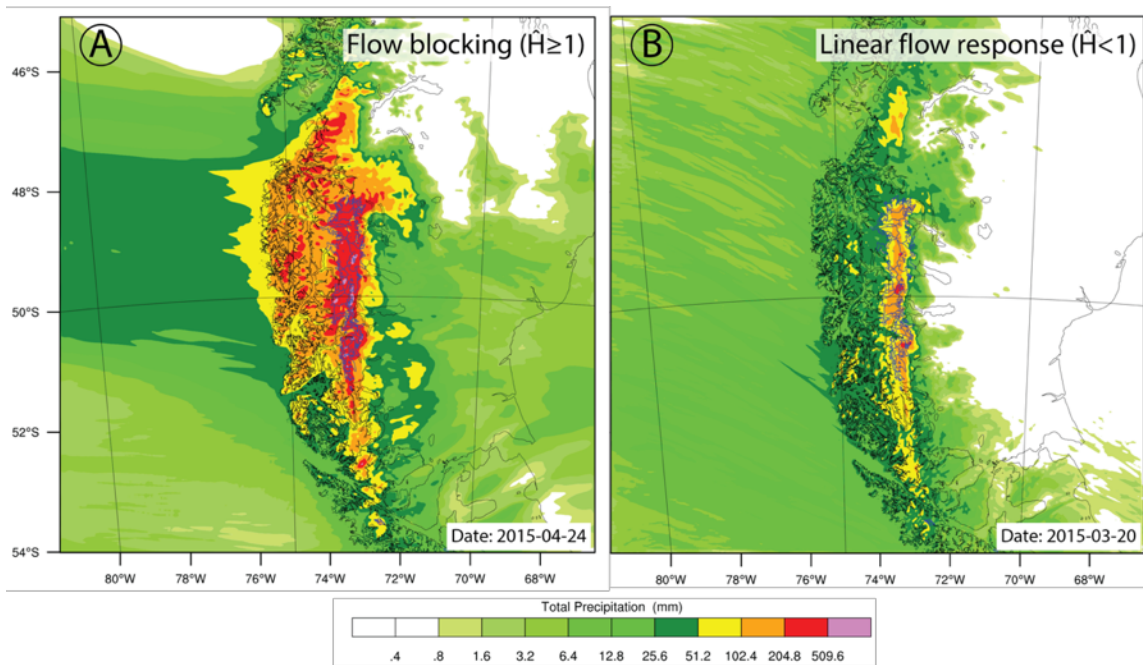 A
Flow blocking (Ĥ≥1)
B
Linear flow response (Ĥ<1)
46°S
48°S
50°S
52°S
54°S
Date: 2015-04-24
Date: 2015-03-20
80°W 78°W 76°W 74°W 72°W 70°W 68°W
80°W 78°W 76°W 74°W 72°W 70°W 68°W
Total Precipitation (mm)
.4 .8 1.6 3.2 6.4 12.8 25.6 51.2 102.4 204.8 509.6